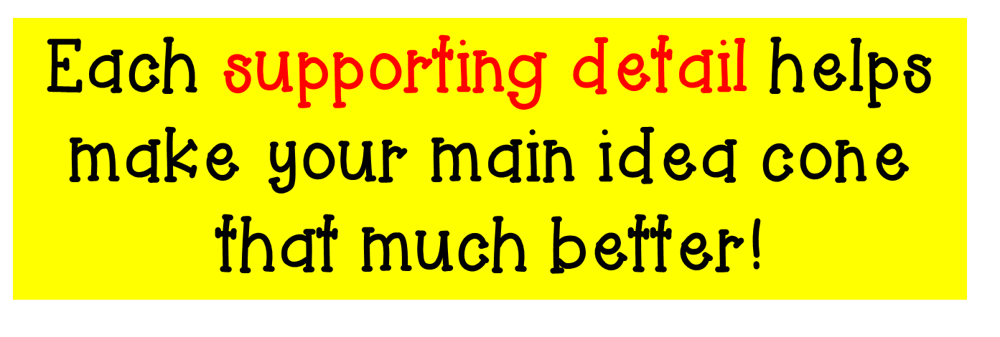 Each supporting detail helps
make your main idea cone
that much better!